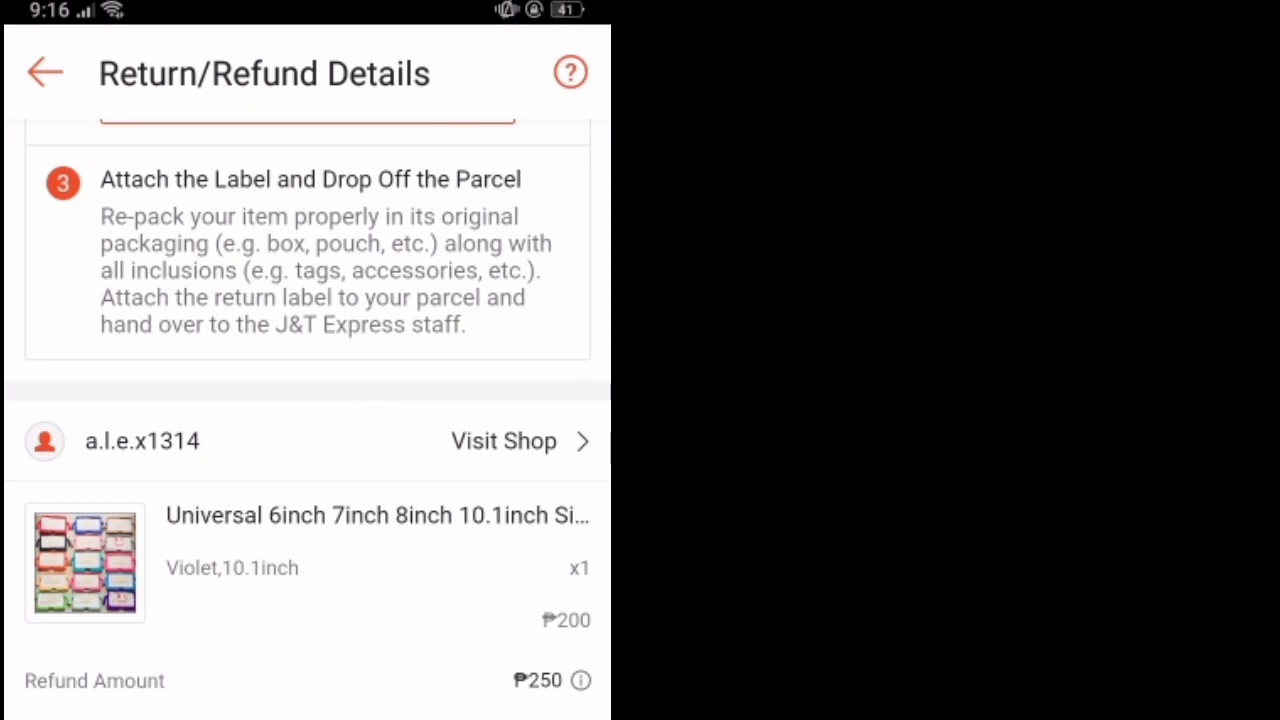 9:16
41
Return/Refund Details
?
3
Attach the Label and Drop Off the Parcel
Re-pack your item properly in its original
packaging (e.g. box, pouch, etc.) along with
all inclusions (e.g. tags, accessories, etc.).
Attach the return label to your parcel and
hand over to the J&T Express staff.
a.l.e.x1314
Visit Shop
Universal 6inch 7inch 8inch 10.1inch Si...
Violet,10.1inch
x1
₱200
Refund Amount
₱250